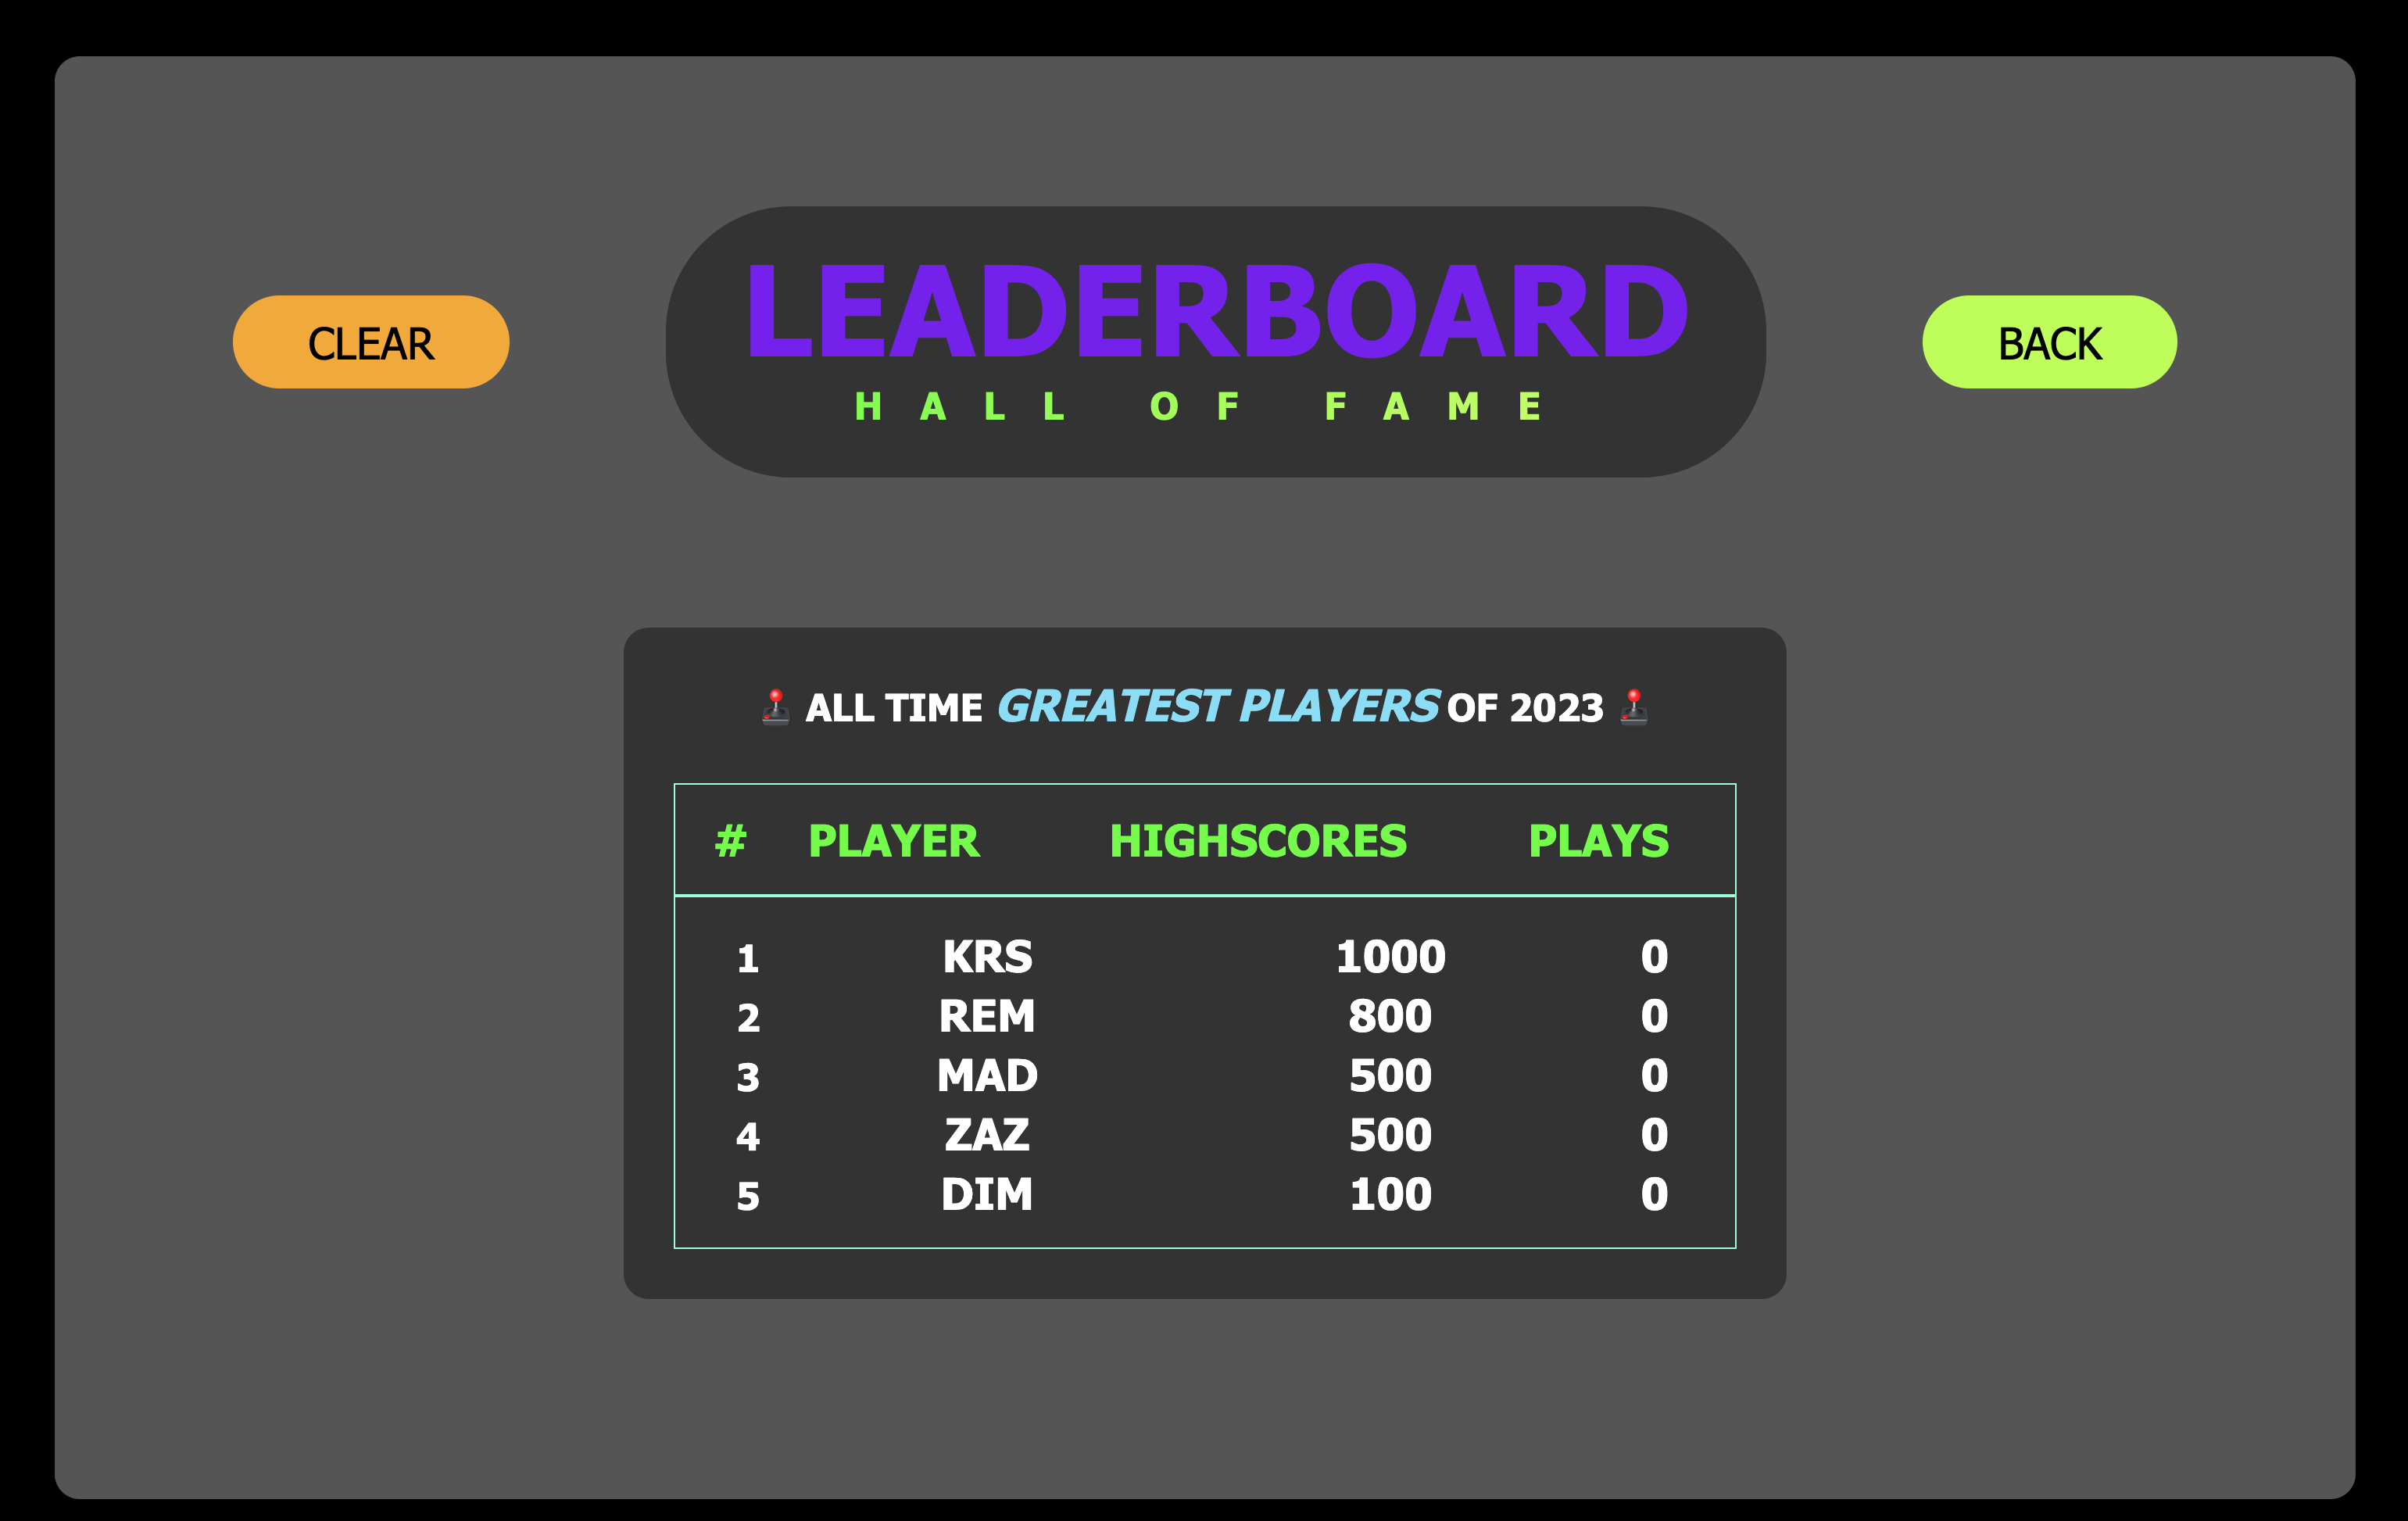 LEADERBOARD
CLEAR
BACK
HALL OF FAME
🕹️ ALL TIME GREATEST PLAYERS OF 2023 🕹️
# PLAYER HIGHSCORES PLAYS
1 KRS 1000 0
2 REM 800 0
3 MAD 500 0
4 ZAZ 500 0
5 DIM 100 0